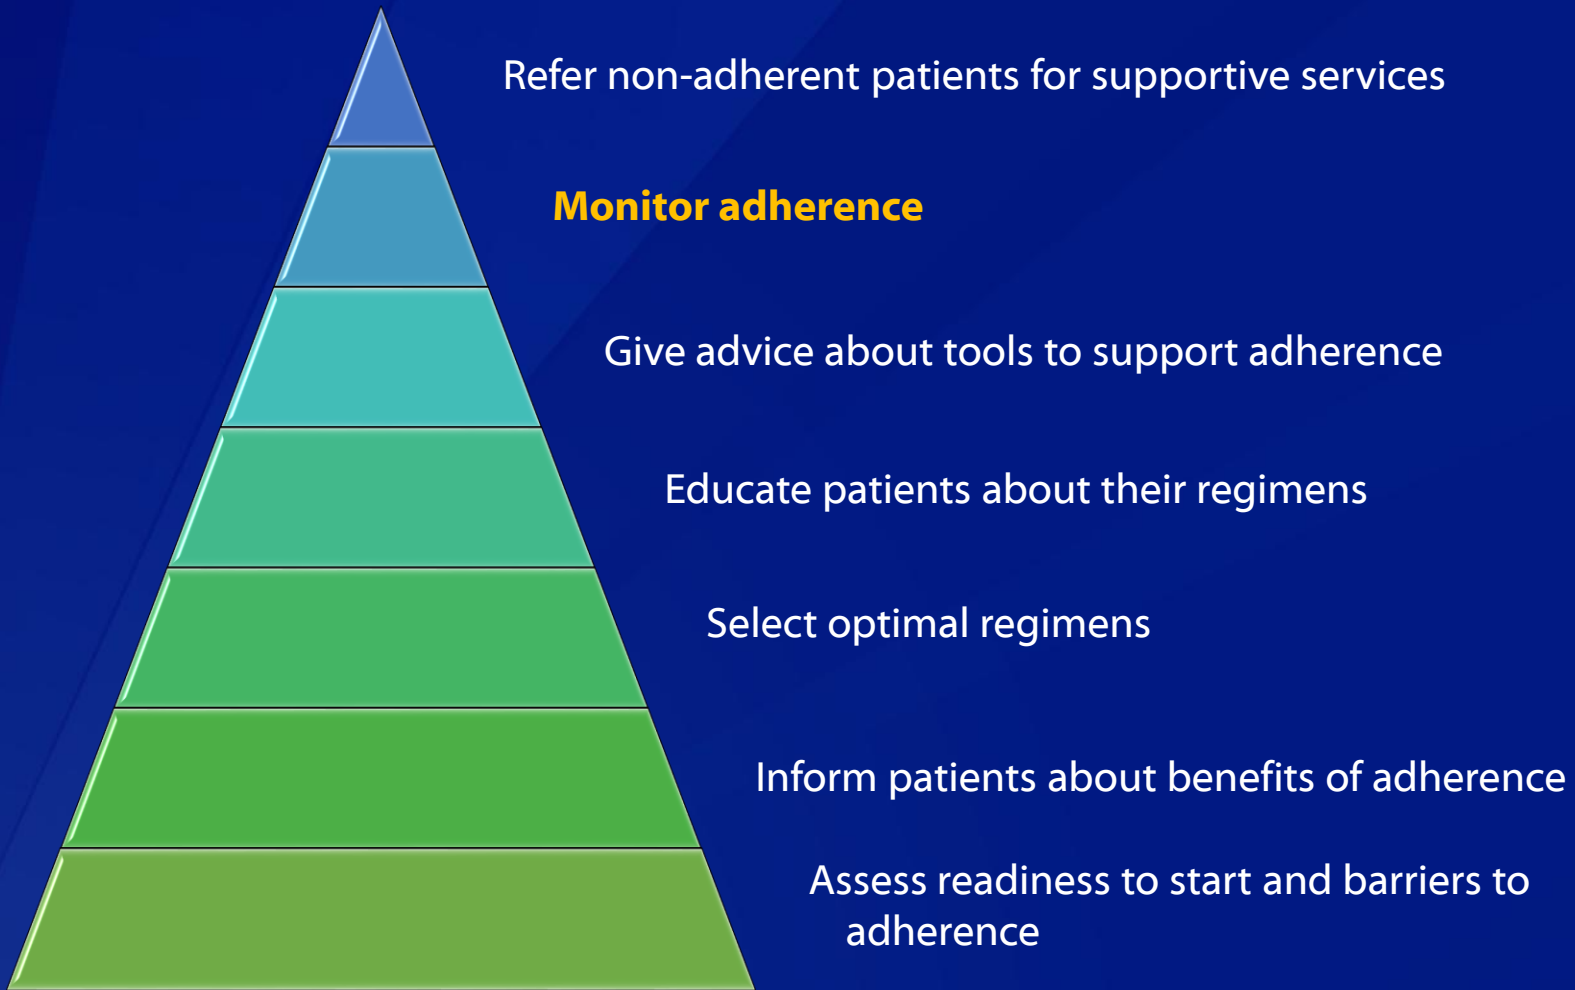 Refer non-adherent patients for supportive services
Monitor adherence
Give advice about tools to support adherence
Educate patients about their regimens
Select optimal regimens
Inform patients about benefits of adherence
Assess readiness to start and barriers to
adherence